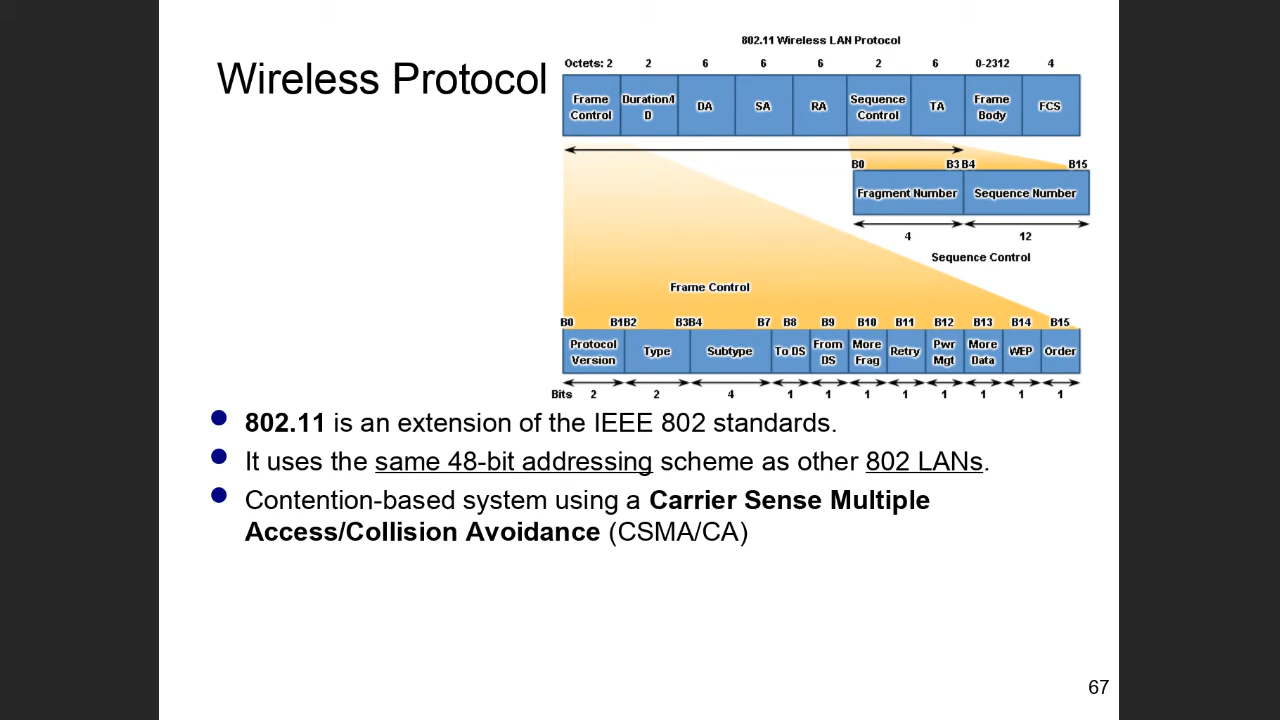 802.11 Wireless LAN Protocol
Wireless Protocol
Octets: 2 2 6 6 6 2 6 0-2312 4
Frame Control Duration/I D DA SA RA Sequence Control TA Frame Body FCS
B0 B3 B4 B15
Fragment Number Sequence Number
4 12
Sequence Control
Frame Control
B0 B1B2 B3B4 B7 B8 B9 B10 B11 B12 B13 B14 B15
Protocol Version Type Subtype To DS From DS More Frag Retry Pwr Mgt More Data WEP Order
Bits 2 2 4 1 1 1 1 1 1 1 1
802.11 is an extension of the IEEE 802 standards.
It uses the same 48-bit addressing scheme as other 802 LANs.
Contention-based system using a Carrier Sense Multiple
Access/Collision Avoidance (CSMA/CA)
67